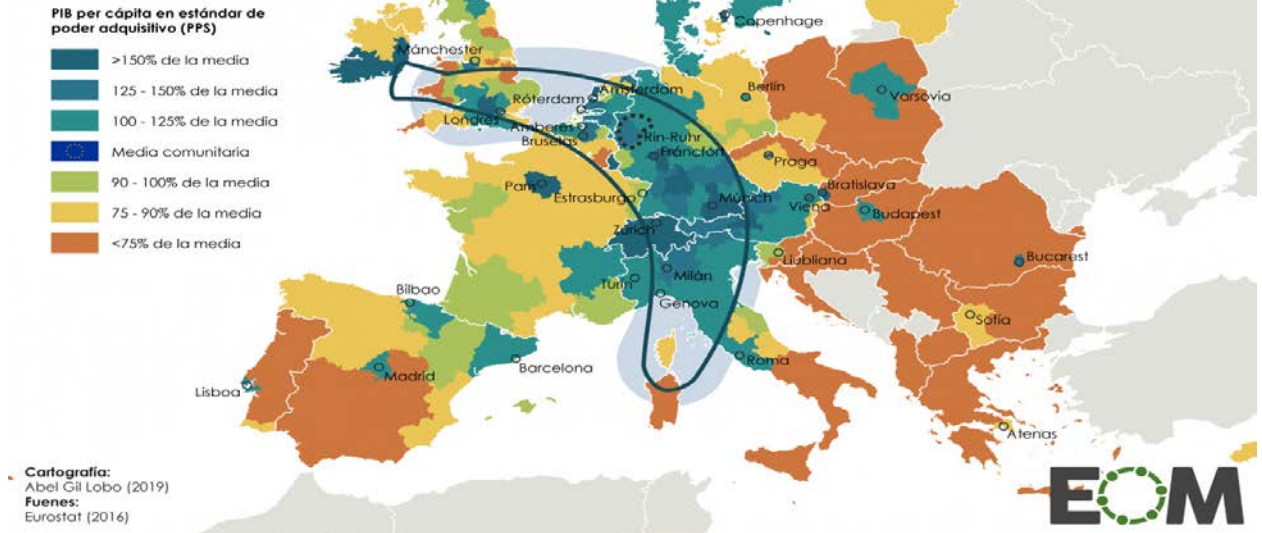 PIB per cápita en estándar de
poder adquisitivo (PPS)
>150% de la media
125 - 150% de la media
100 - 125% de la media
Media comunitaria
90 - 100% de la media
75 - 90% de la media
<75% de la media
Copenhage
Mánchester
Ámsterdam
Berlín
Varsovia
Róterdam
Londres
Amberes
Bruselas
Rin-Ruhr
Fráncfort
Praga
París
Estrasburgo
Múnich
Viena
Bratislava
Budapest
Zúrich
Milán
Liubliana
Bucarest
Turín
Génova
Bilbao
Sofía
Roma
Barcelona
Madrid
Lisboa
Atenas
Cartografía:
Abel Gil Lobo (2019)
Fuenes:
Eurostat (2016)
EOM